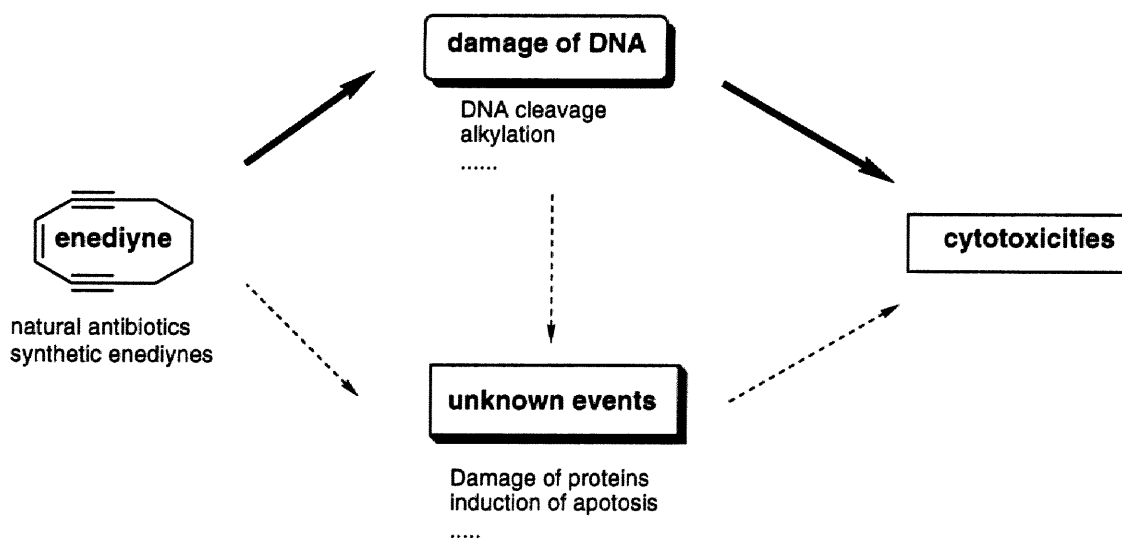 damage of DNA
DNA cleavage
alkylation
......
enediyne
natural antibiotics
synthetic enediynes
cytotoxicities
unknown events
Damage of proteins
induction of apotosis
.....